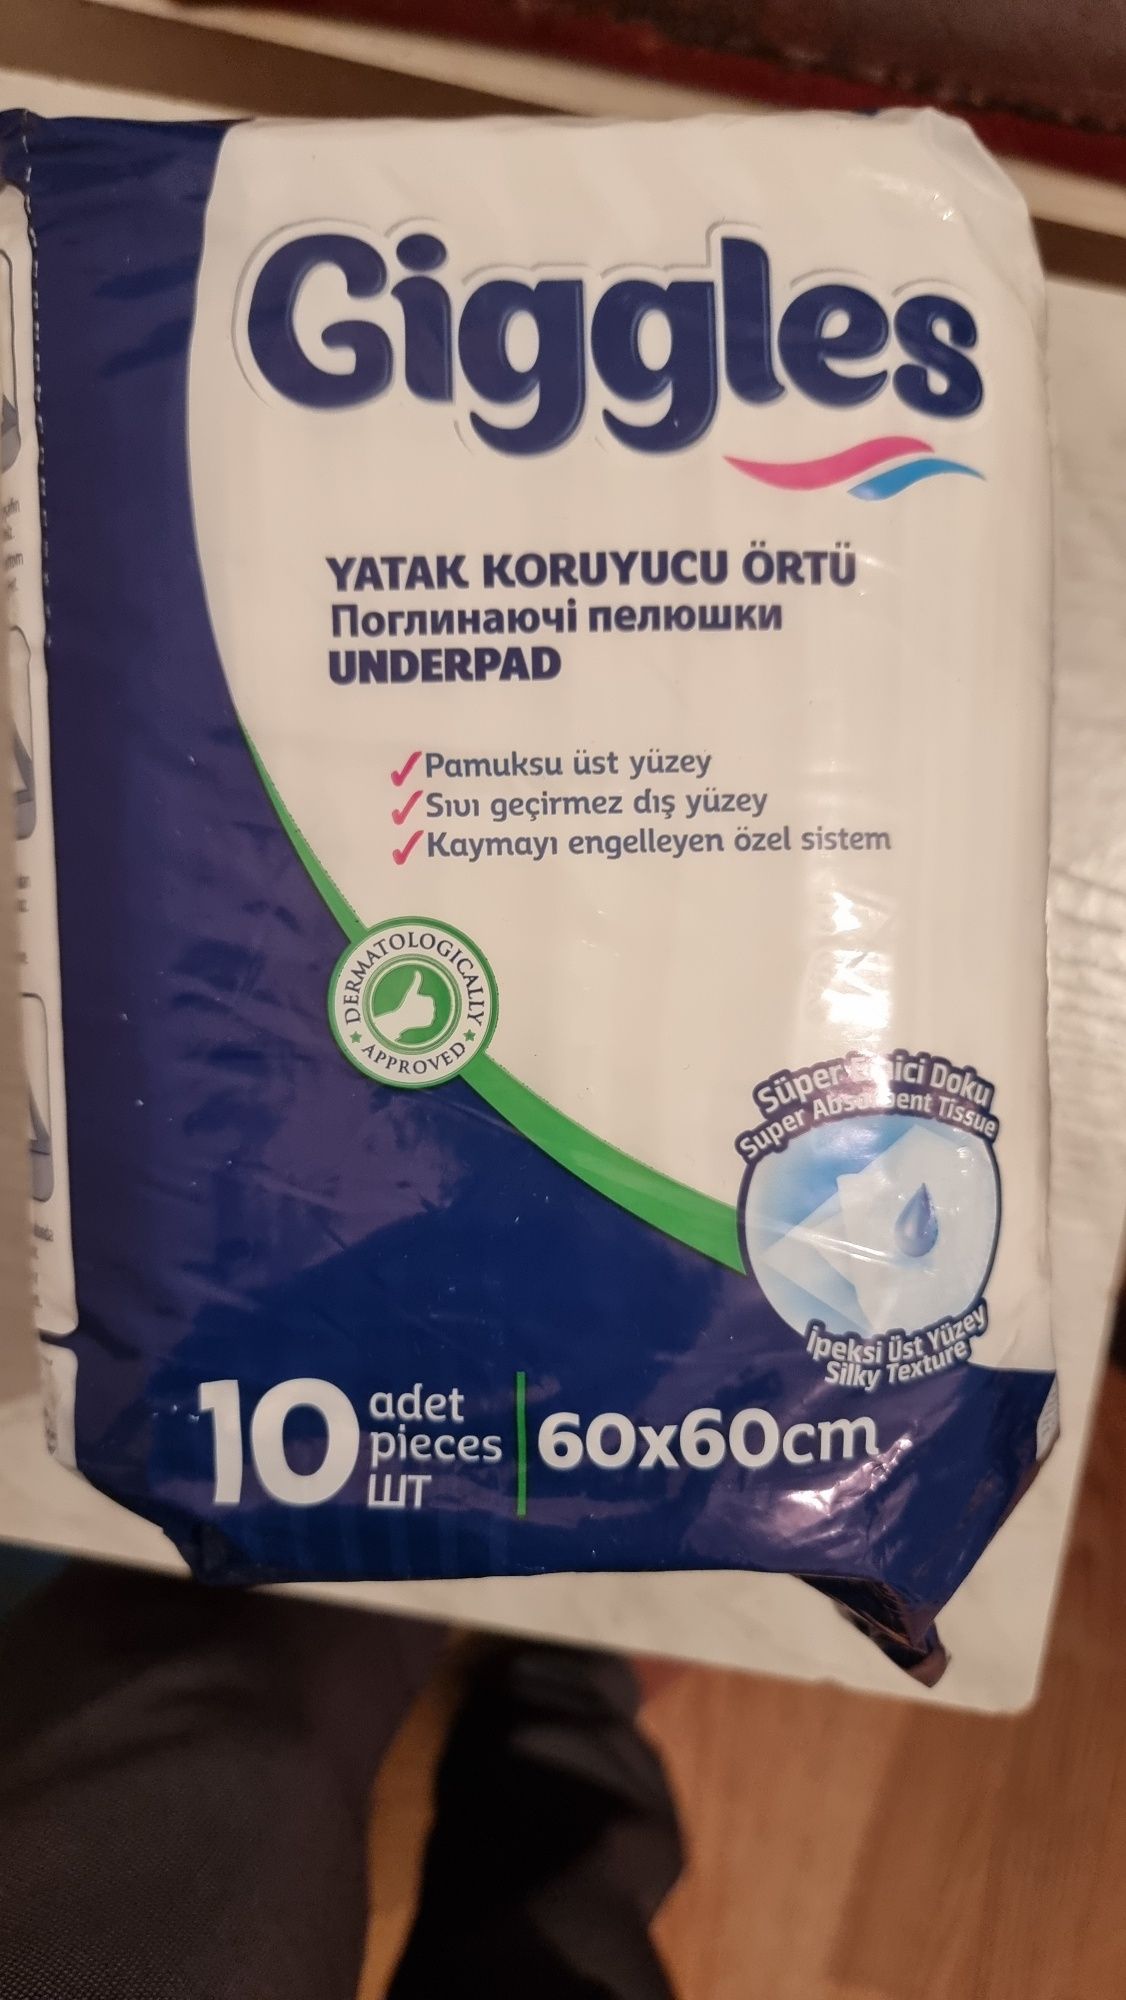 Giggles
YATAK KORUYUCU ÖRTÜ
Поглинаючі пелюшки
UNDERPAD
Pamuksu üst yüzey
Sıvı geçirmez dış yüzey
Kaymayı engelleyen özel sistem
DERMATOLOGICALLY
APPROVED
Süper Doku
Super Absorbent Tissue
İpeksi Üst Yüzey
Silky Texture
10 adet
pieces
ШТ
60x60cm